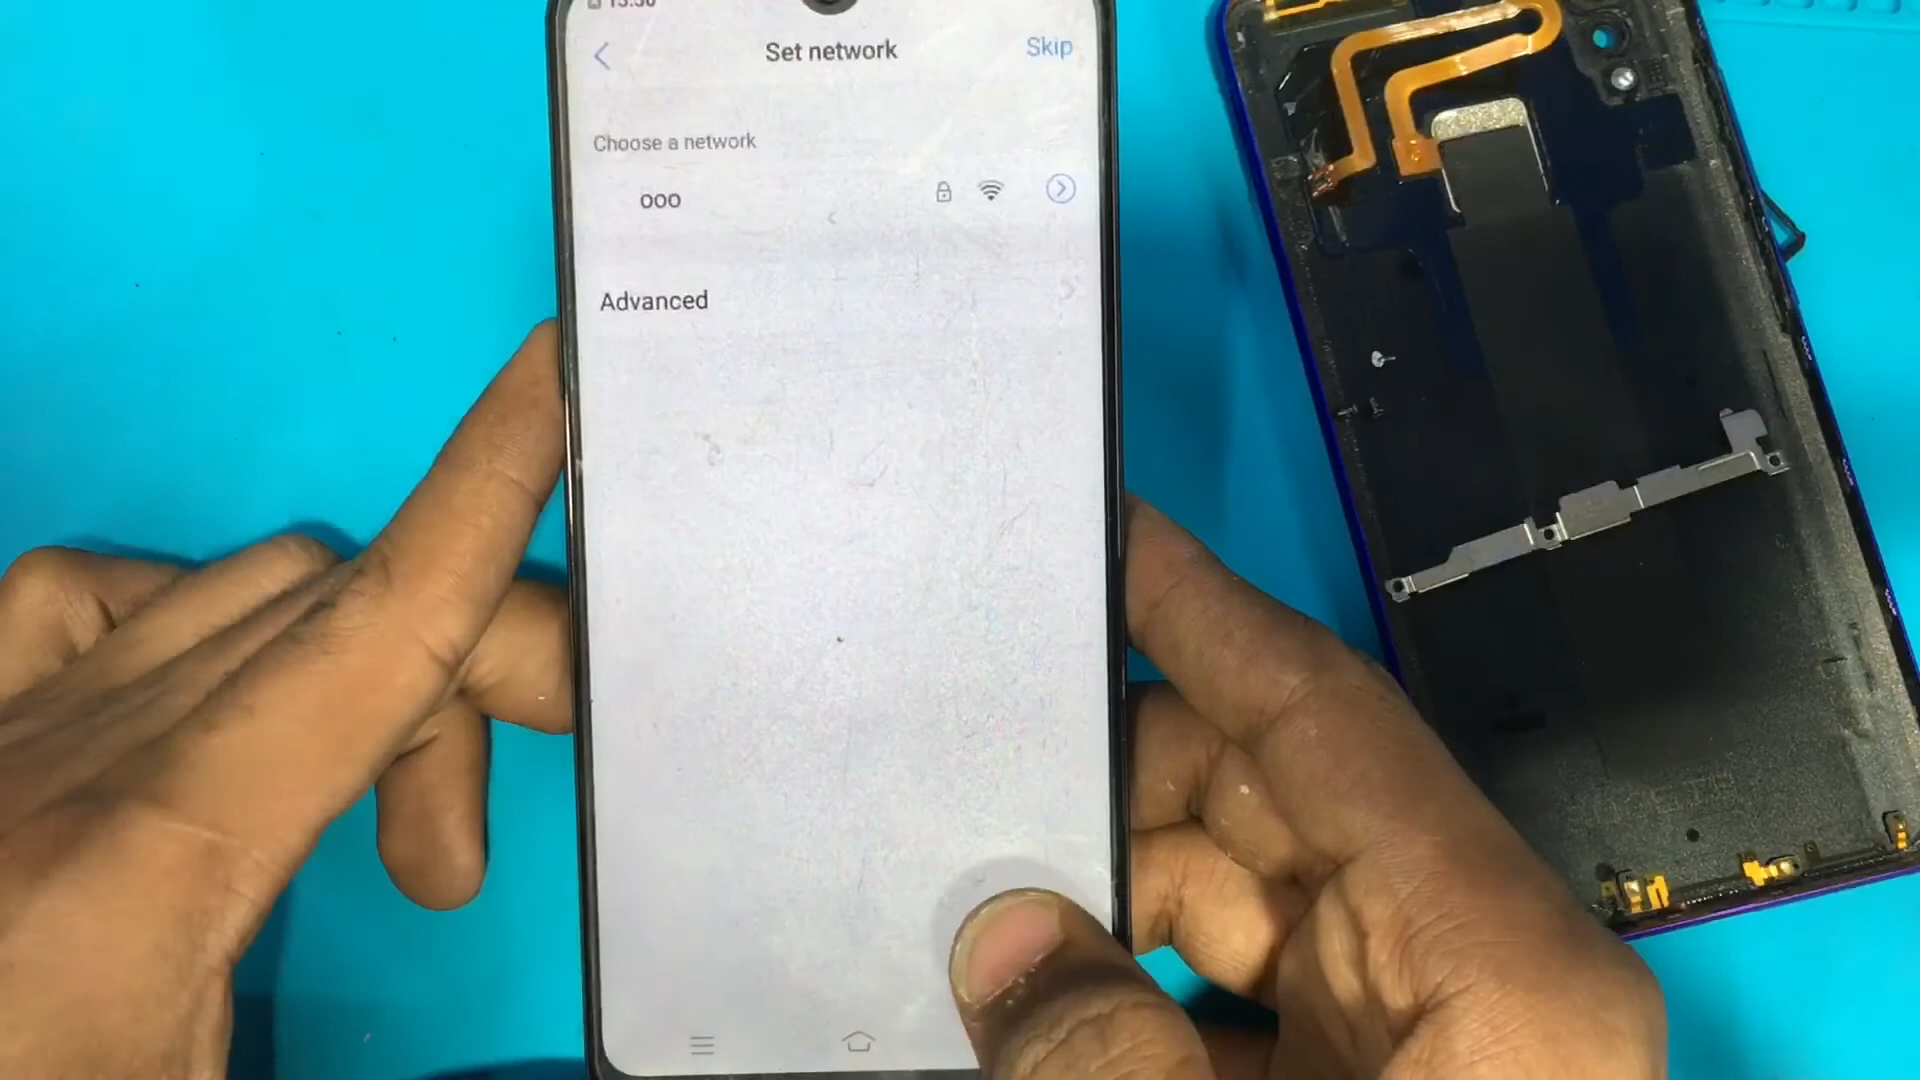 Set network
Skip
Choose a network
ooo
Advanced